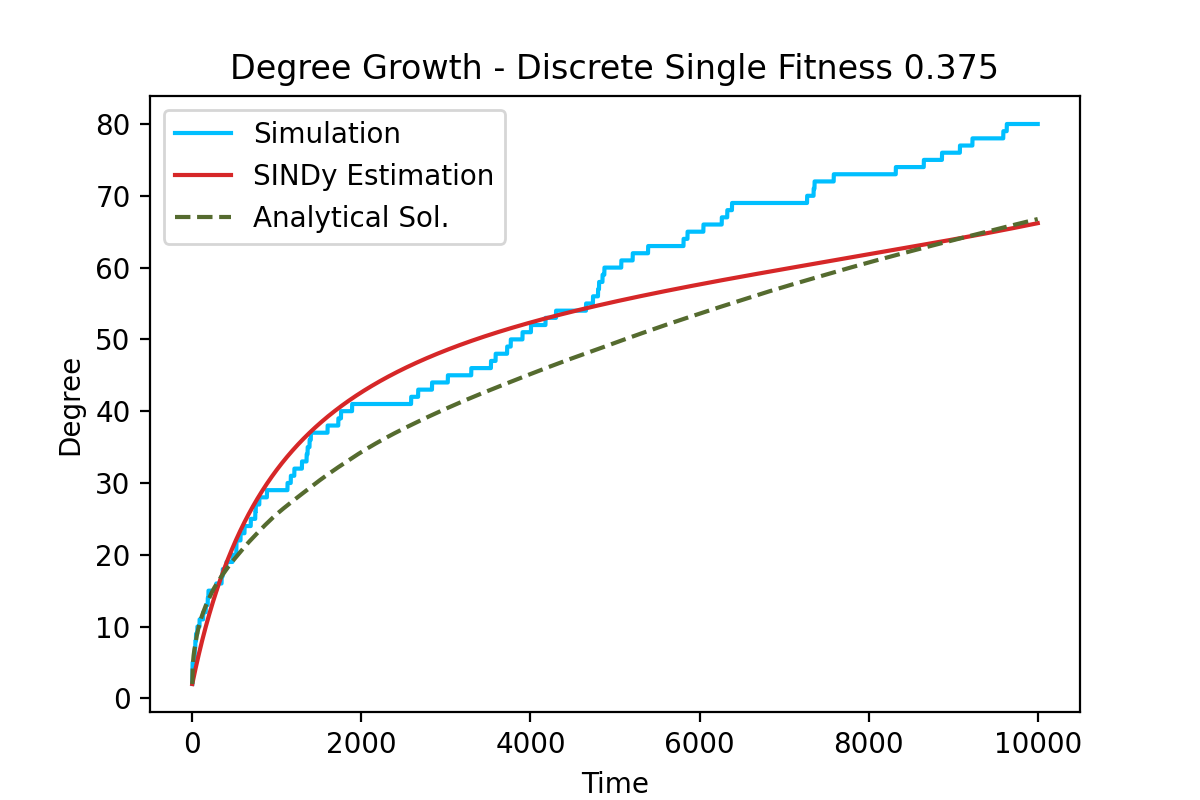 Degree Growth - Discrete Single Fitness 0.375
Simulation
SINDy Estimation
Analytical Sol.
80
70
60
50
40
30
20
10
0
Degree
0 2000 4000 6000 8000 10000
Time